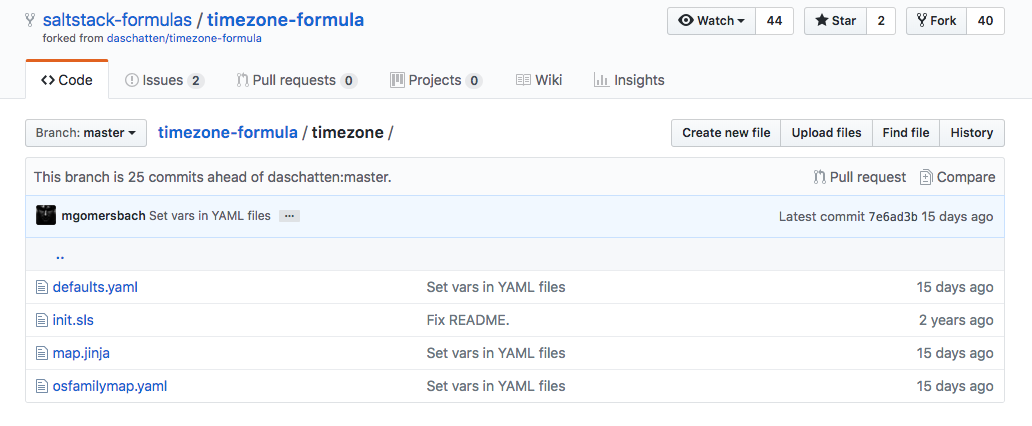 saltstack-formulas / timezone-formula Watch 44 Star 2 Fork 40
forked from daschatten/timezone-formula
Code Issues 2 Pull requests 0 Projects 0 Wiki Insights
Branch: master timezone-formula / timezone / Create new file Upload files Find file History
This branch is 25 commits ahead of daschatten:master. Pull request Compare
mgomersbach Set vars in YAML files ... Latest commit 7e6ad3b 15 days ago
..
defaults.yaml Set vars in YAML files 15 days ago
init.sls Fix README. 2 years ago
map.jinja Set vars in YAML files 15 days ago
osfamilymap.yaml Set vars in YAML files 15 days ago